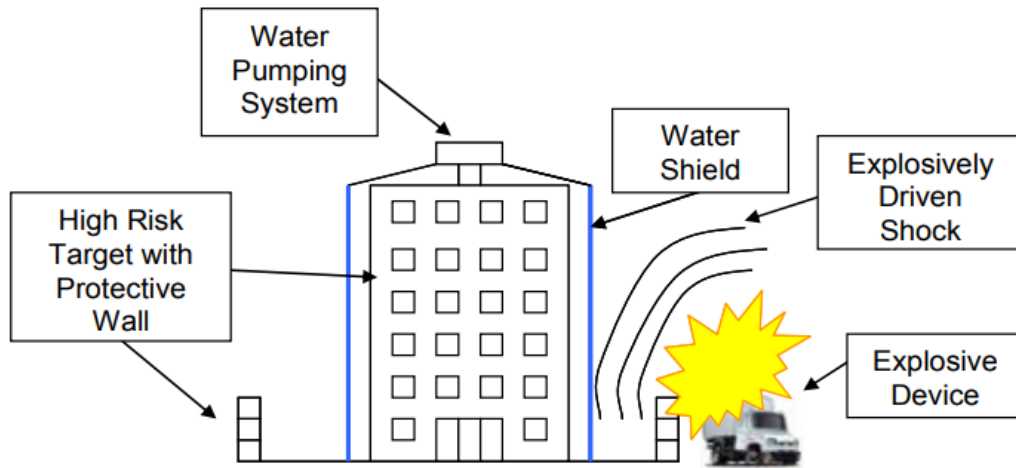 Water
Pumping
System
Water
Shield
Explosively
Driven
Shock
High Risk
Target with
Protective
Wall
Explosive
Device